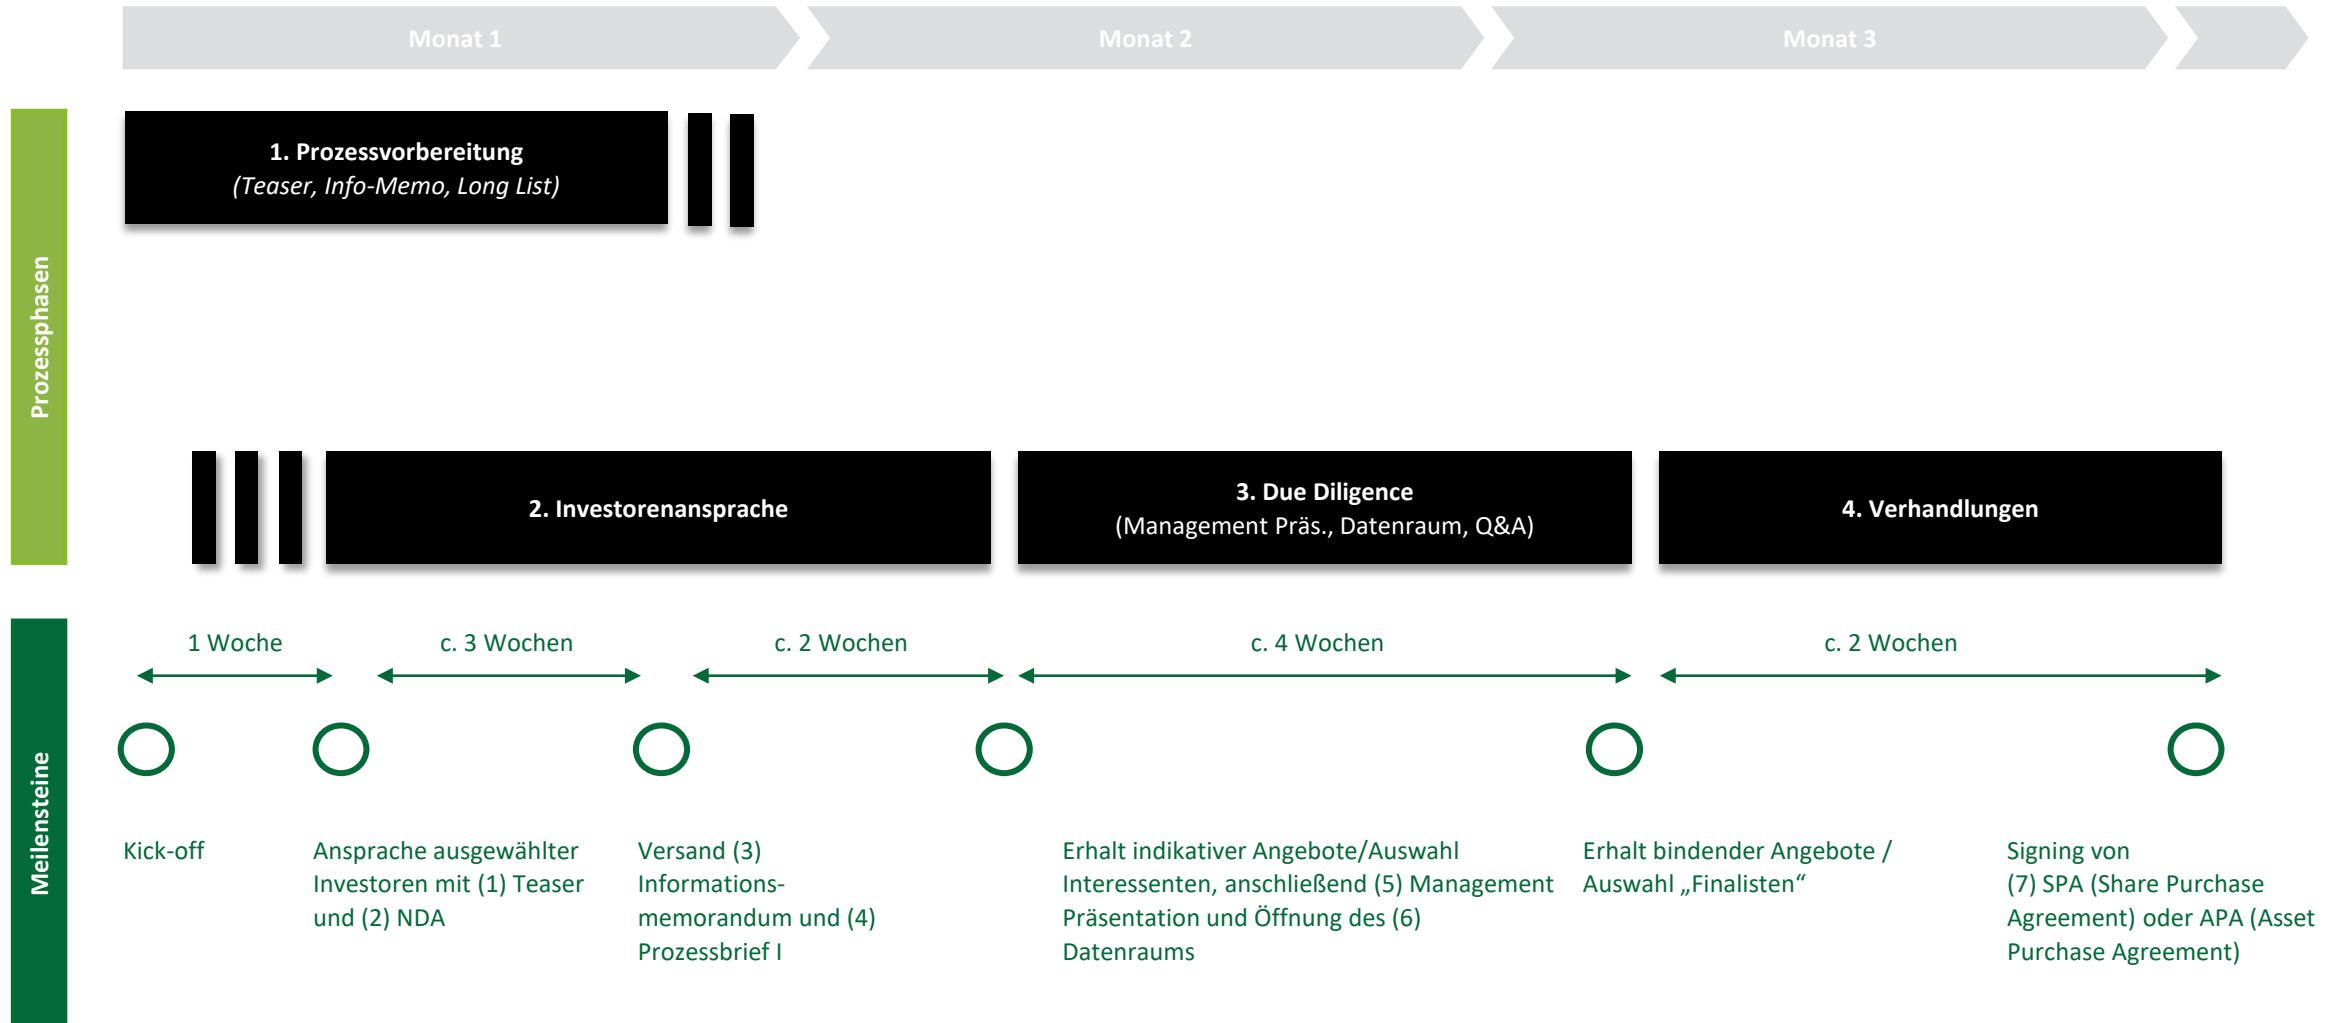 Monat 1
Monat 2
Monat 3
Prozessphasen
1. Prozessvorbereitung
(Teaser, Info-Memo, Long List)
2. Investorenansprache
3. Due Diligence
(Management Präs., Datenraum, Q&A)
4. Verhandlungen
Meilensteine
1 Woche
c. 3 Wochen
c. 2 Wochen
c. 4 Wochen
c. 2 Wochen
Kick-off
Ansprache ausgewählter
Investoren mit (1) Teaser
und (2) NDA
Versand (3)
Informations-
memorandum und (4)
Prozessbrief I
Erhalt indikativer Angebote/Auswahl
Interessenten, anschließend (5) Management
Präsentation und Öffnung des (6)
Datenraums
Erhalt bindender Angebote /
Auswahl „Finalisten“
Signing von
(7) SPA (Share Purchase
Agreement) oder APA (Asset
Purchase Agreement)